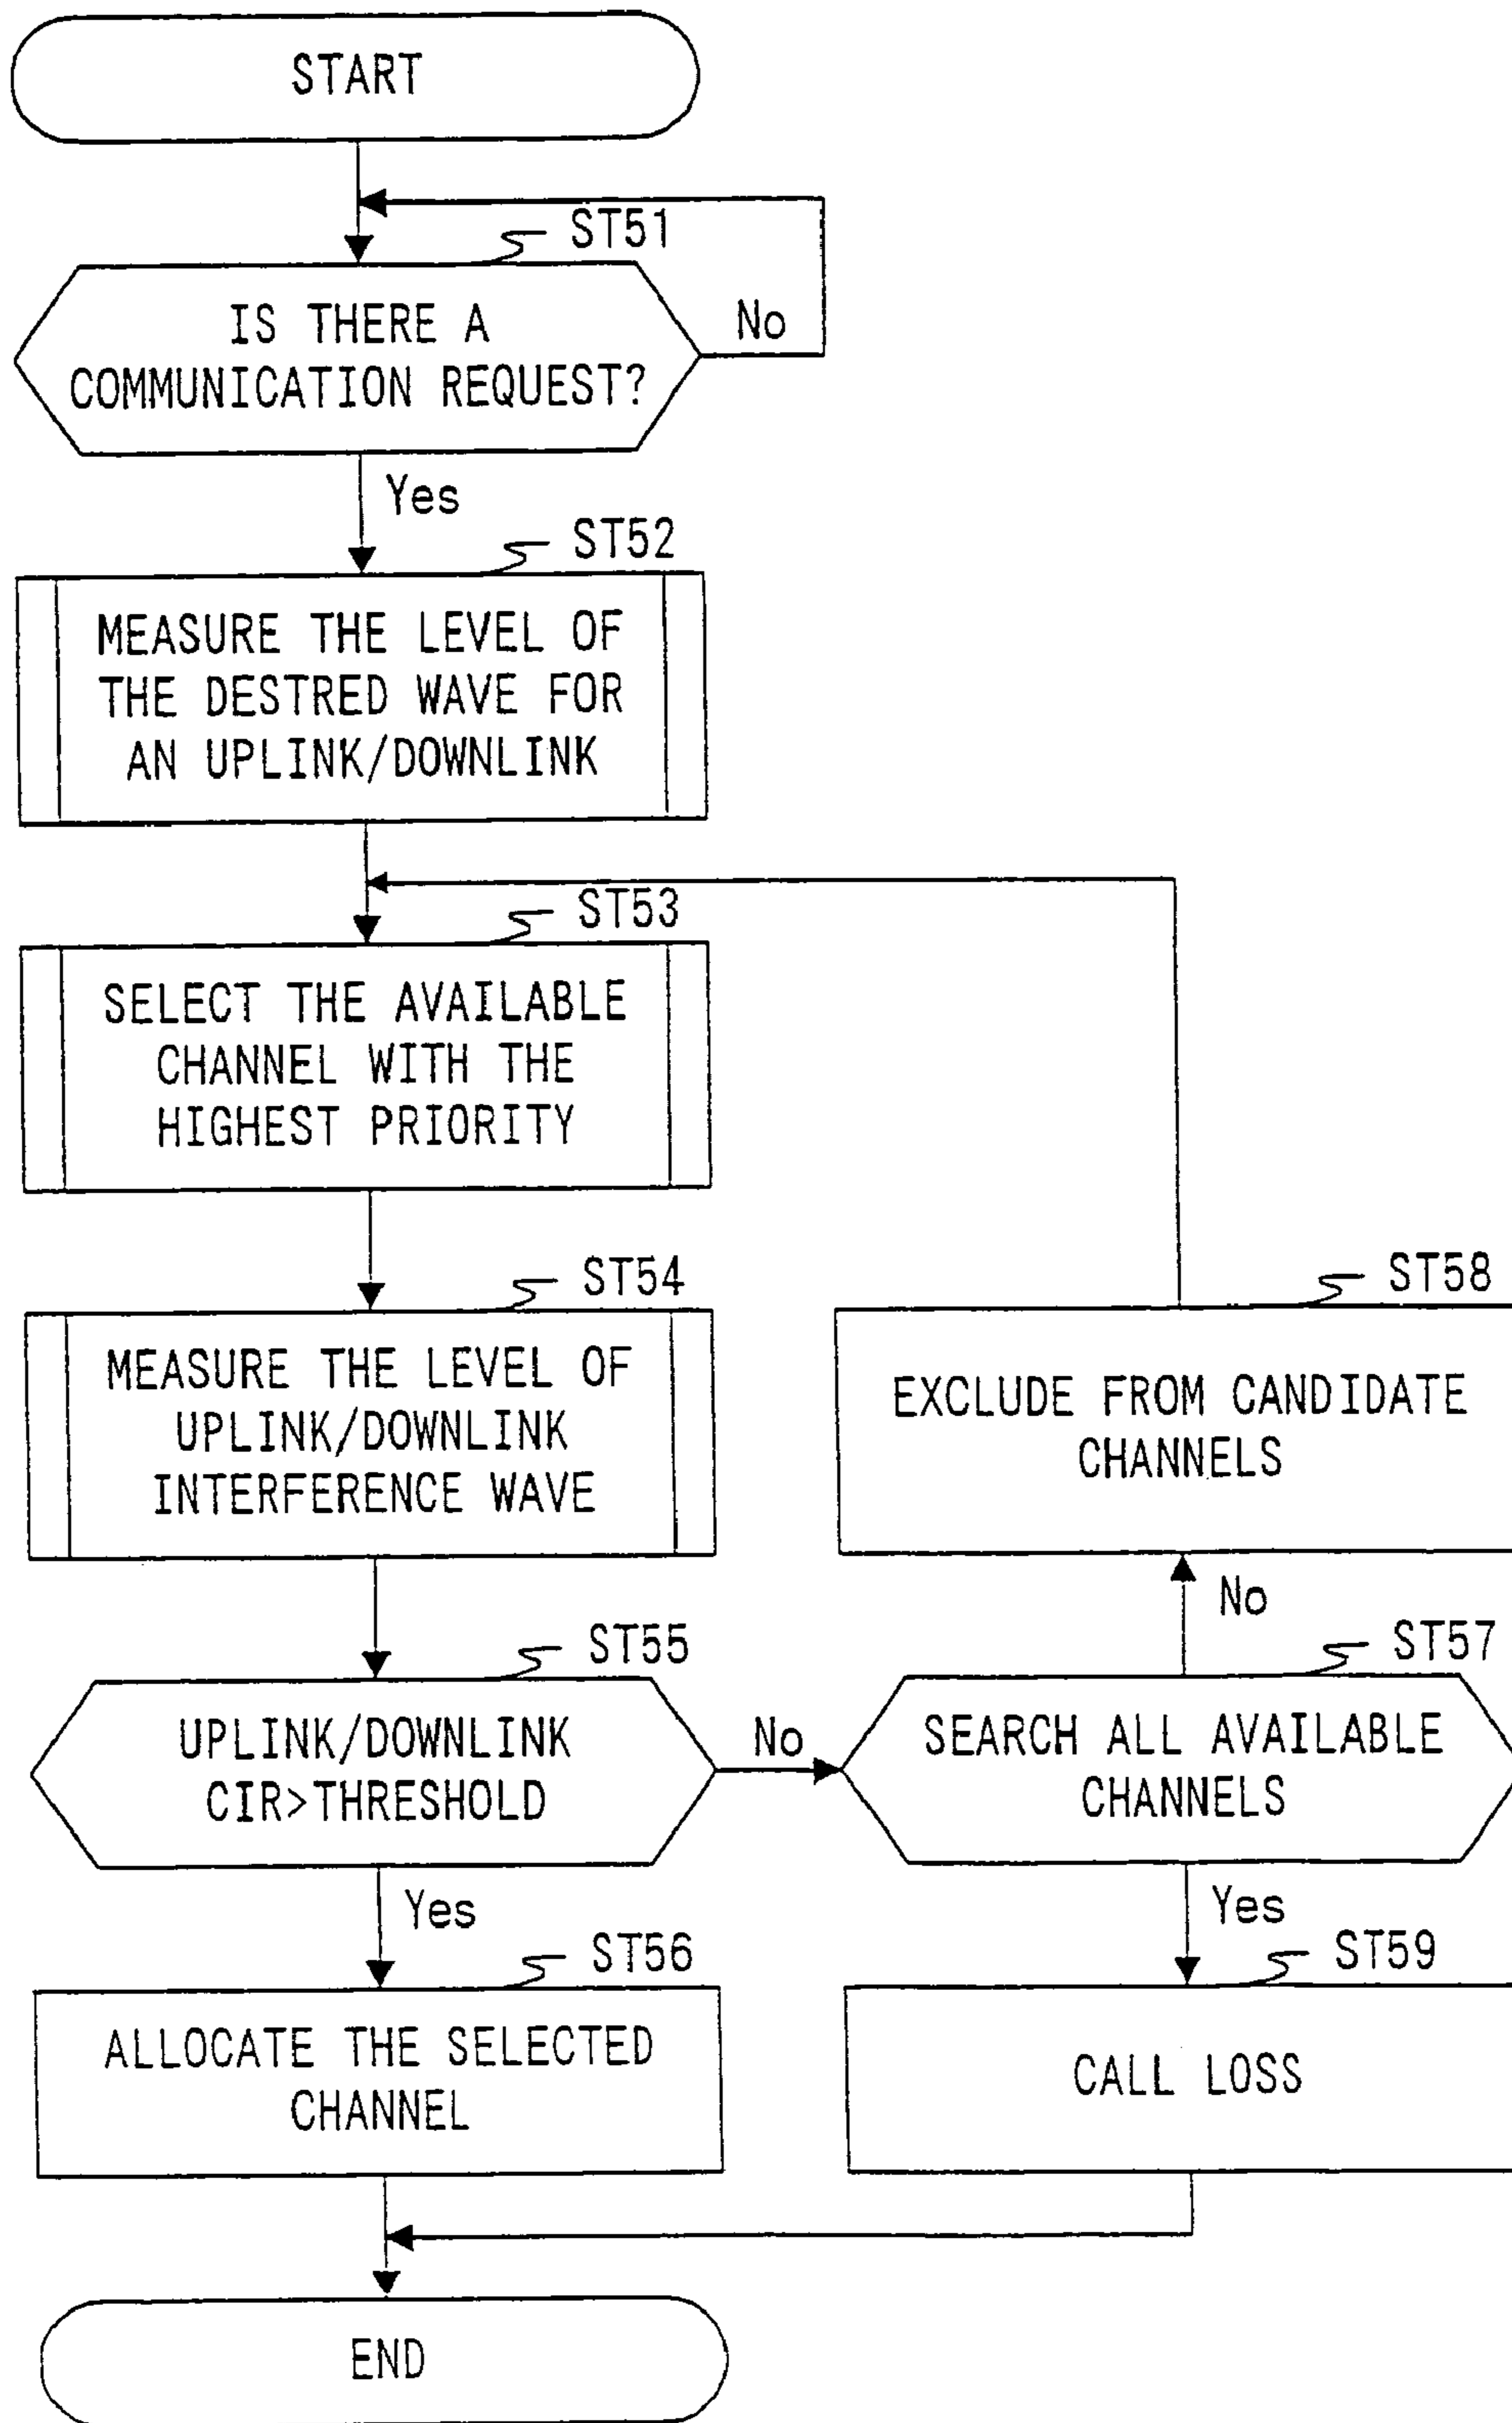 START
ST51
IS THERE A
COMMUNICATION REQUEST?
No
Yes
ST52
MEASURE THE LEVEL OF
THE DESTRED WAVE FOR
AN UPLINK/DOWNLINK
ST53
SELECT THE AVAILABLE
CHANNEL WITH THE
HIGHEST PRIORITY
ST54
MEASURE THE LEVEL OF
UPLINK/DOWNLINK
INTERFERENCE WAVE
ST58
EXCLUDE FROM CANDIDATE
CHANNELS
No
ST55
UPLINK/DOWNLINK
CIR>THRESHOLD
No
ST57
SEARCH ALL AVAILABLE
CHANNELS
Yes
Yes
ST56
ALLOCATE THE SELECTED
CHANNEL
ST59
CALL LOSS
END